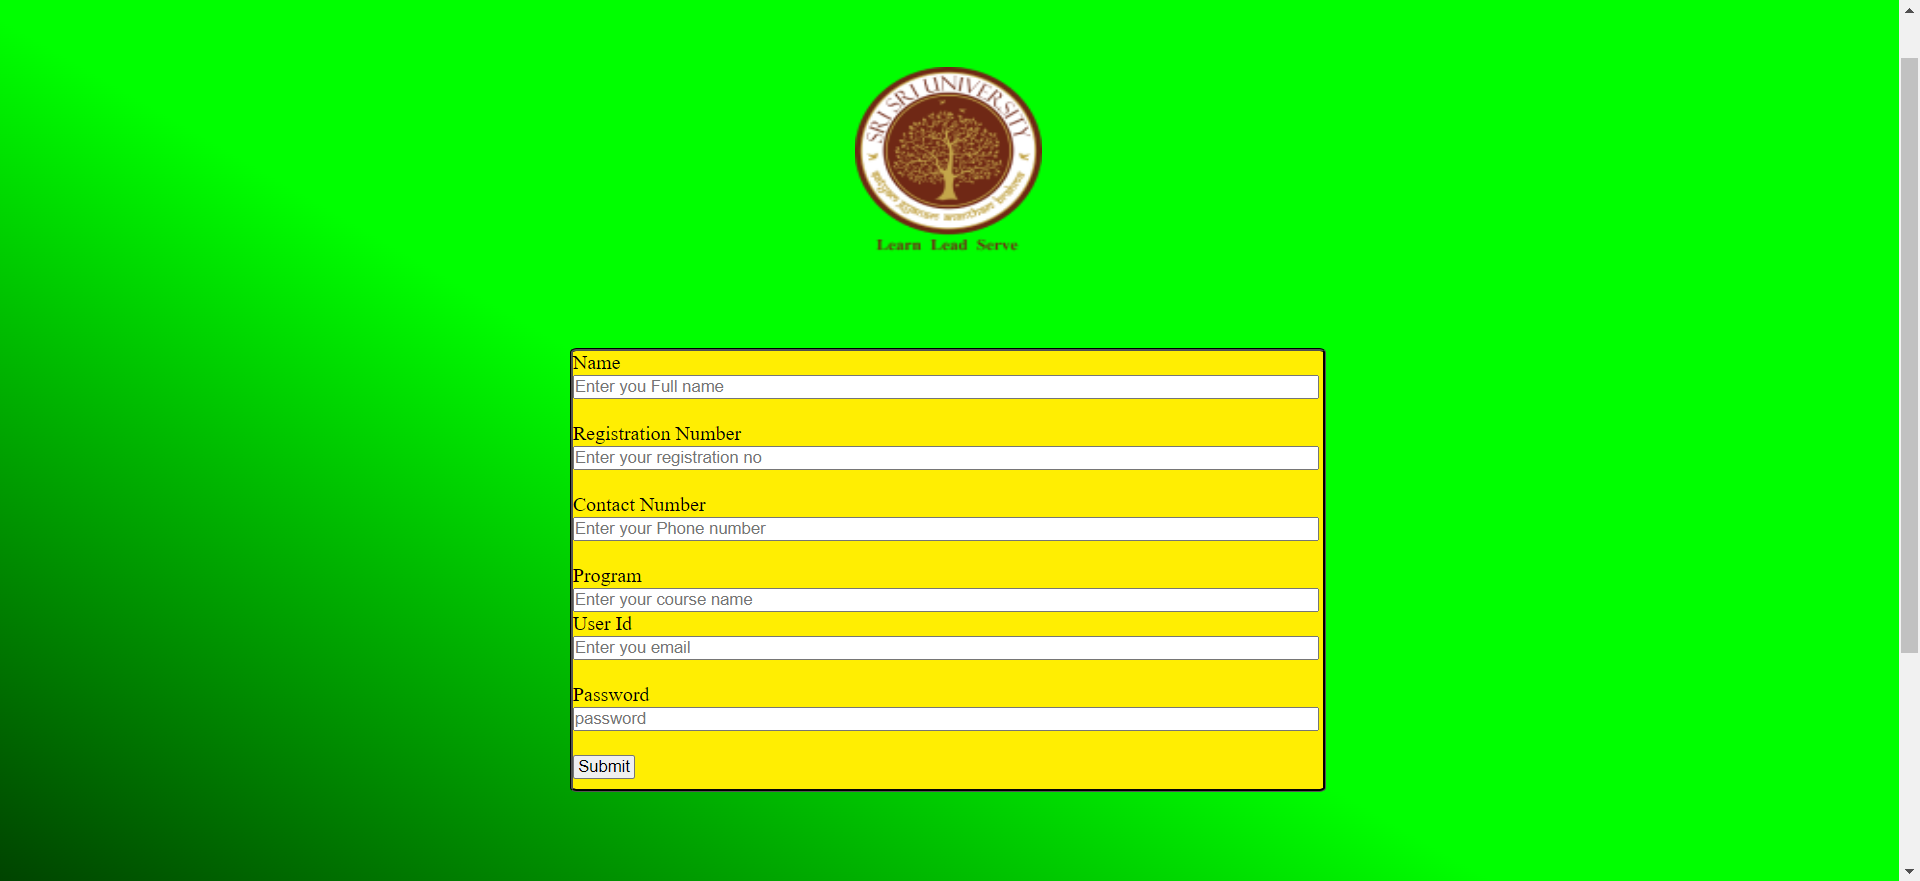 SRI SRI UNIVERSITY
Learn Lead Serve
Name
Enter you Full name
Registration Number
Enter your registration no
Contact Number
Enter your Phone number
Program
Enter your course name
User Id
Enter you email
Password
password
Submit